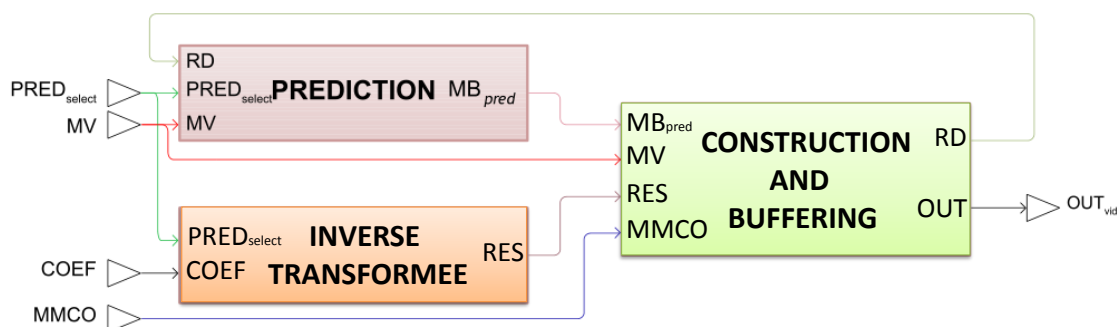 PREDselect
MV
COEF
MMCO
RD
PREDselect PREDICTION MBpred
MV
PREDselect
COEF
INVERSE
TRANSFORMEE
RES
MBpred
MV
RES
MMCO
CONSTRUCTION
AND
BUFFERING
RD
OUT
OUTvid